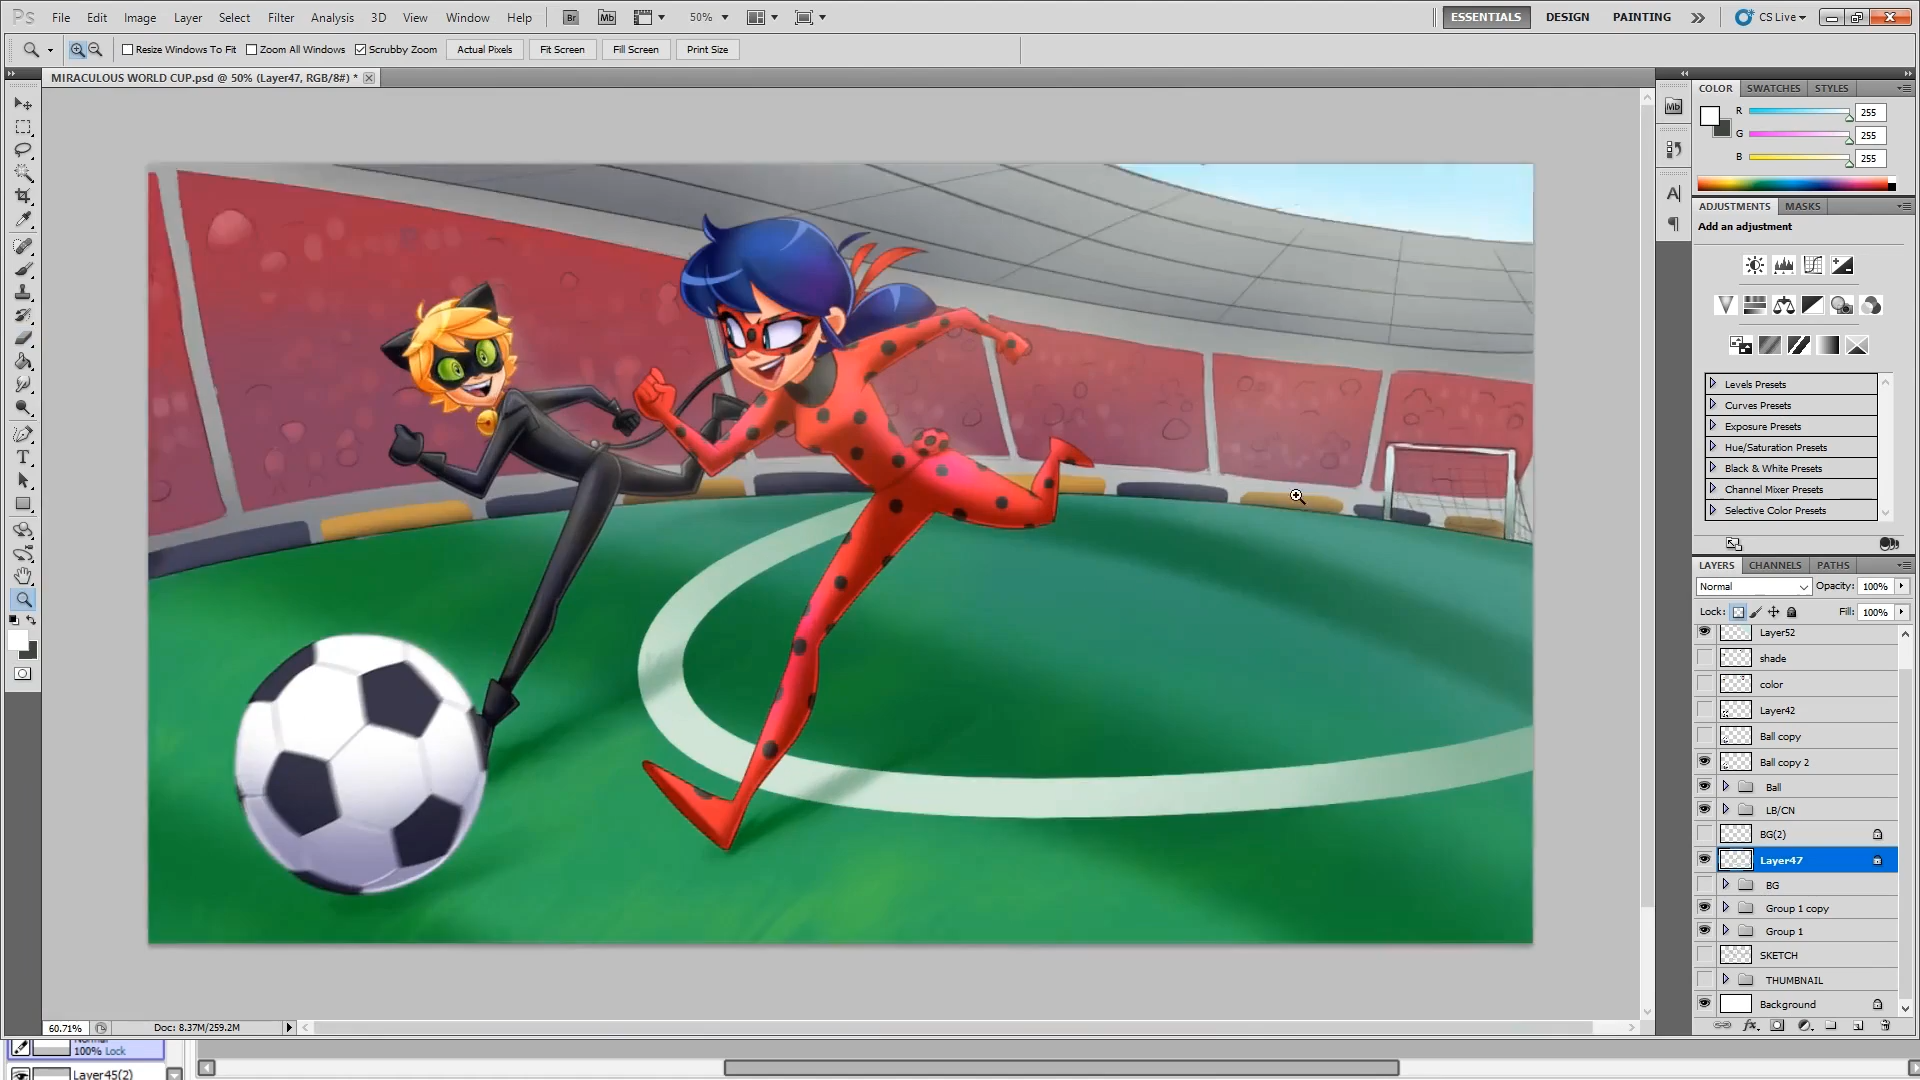 Ps File Edit Image Layer Select Filter Analysis 3D View Window Help Br Mb 50% ESSENTIALS DESIGN PAINTING CS Live
Resize Windows To Fit Zoom All Windows Scrubby Zoom Actual Pixels Fit Screen Fill Screen Print Size
MIRACULOUS WORLD CUP.psd @ 50% (Layer47, RGB/8#) *
COLOR SWATCHES STYLES
Mb
R 255
G 255
B 255
ADJUSTMENTS MASKS
Add an adjustment
Levels Presets
Curves Presets
Exposure Presets
Hue/Saturation Presets
Black & White Presets
Channel Mixer Presets
Selective Color Presets
LAYERS CHANNELS PATHS
Normal Opacity: 100%
Lock: Fill: 100%
Layer52
shade
color
Layer42
Ball copy
Ball copy 2
Ball
LB/CN
BG(2)
Layer47
BG
Group 1 copy
Group 1
SKETCH
THUMBNAIL
Background
60.71% Doc: 8.37M/259.2M
Normal
100% Lock
Layer45(2)